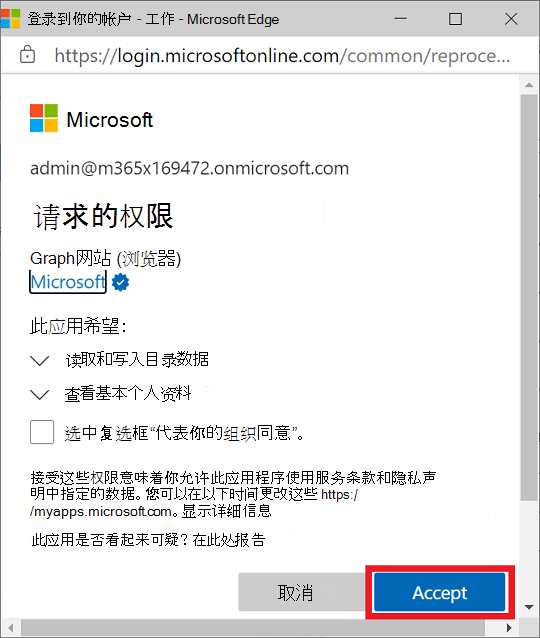 登录到你的帐户 - 工作 - Microsoft Edge
https://login.microsoftonline.com/common/reproce...
Microsoft
admin@m365x169472.onmicrosoft.com
请求的权限
Graph网站 (浏览器)
Microsoft
此应用希望:
读取和写入目录数据
查看基本个人资料
选中复选框“代表你的组织同意”。
接受这些权限意味着你允许此应用程序使用服务条款和隐私声
明中指定的数据。您可以在以下时间更改这些 https:/
/myapps.microsoft.com。显示详细信息
此应用是否看起来可疑? 在此处报告
取消
Accept